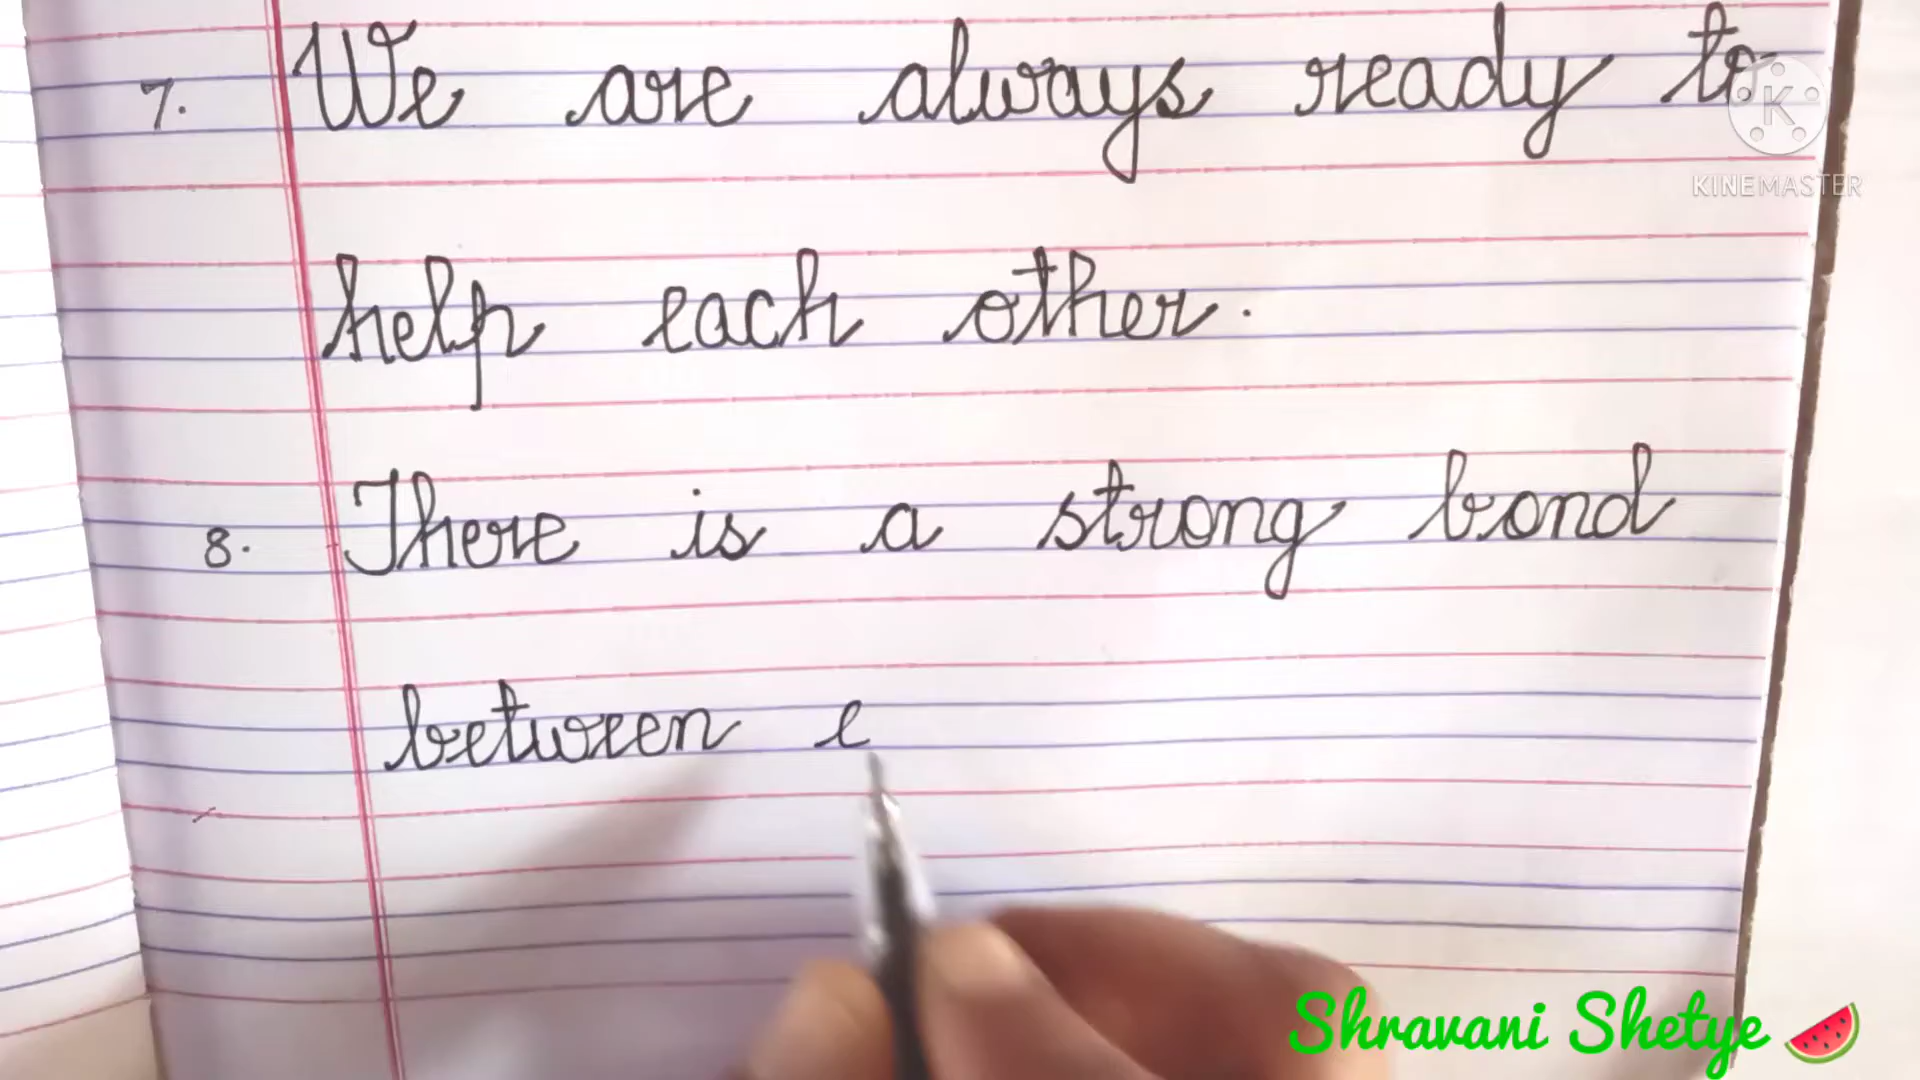 7. We are always ready to
help each other.
8. There is a strong bond
between e
KINEMASTER
Shravani Shetye